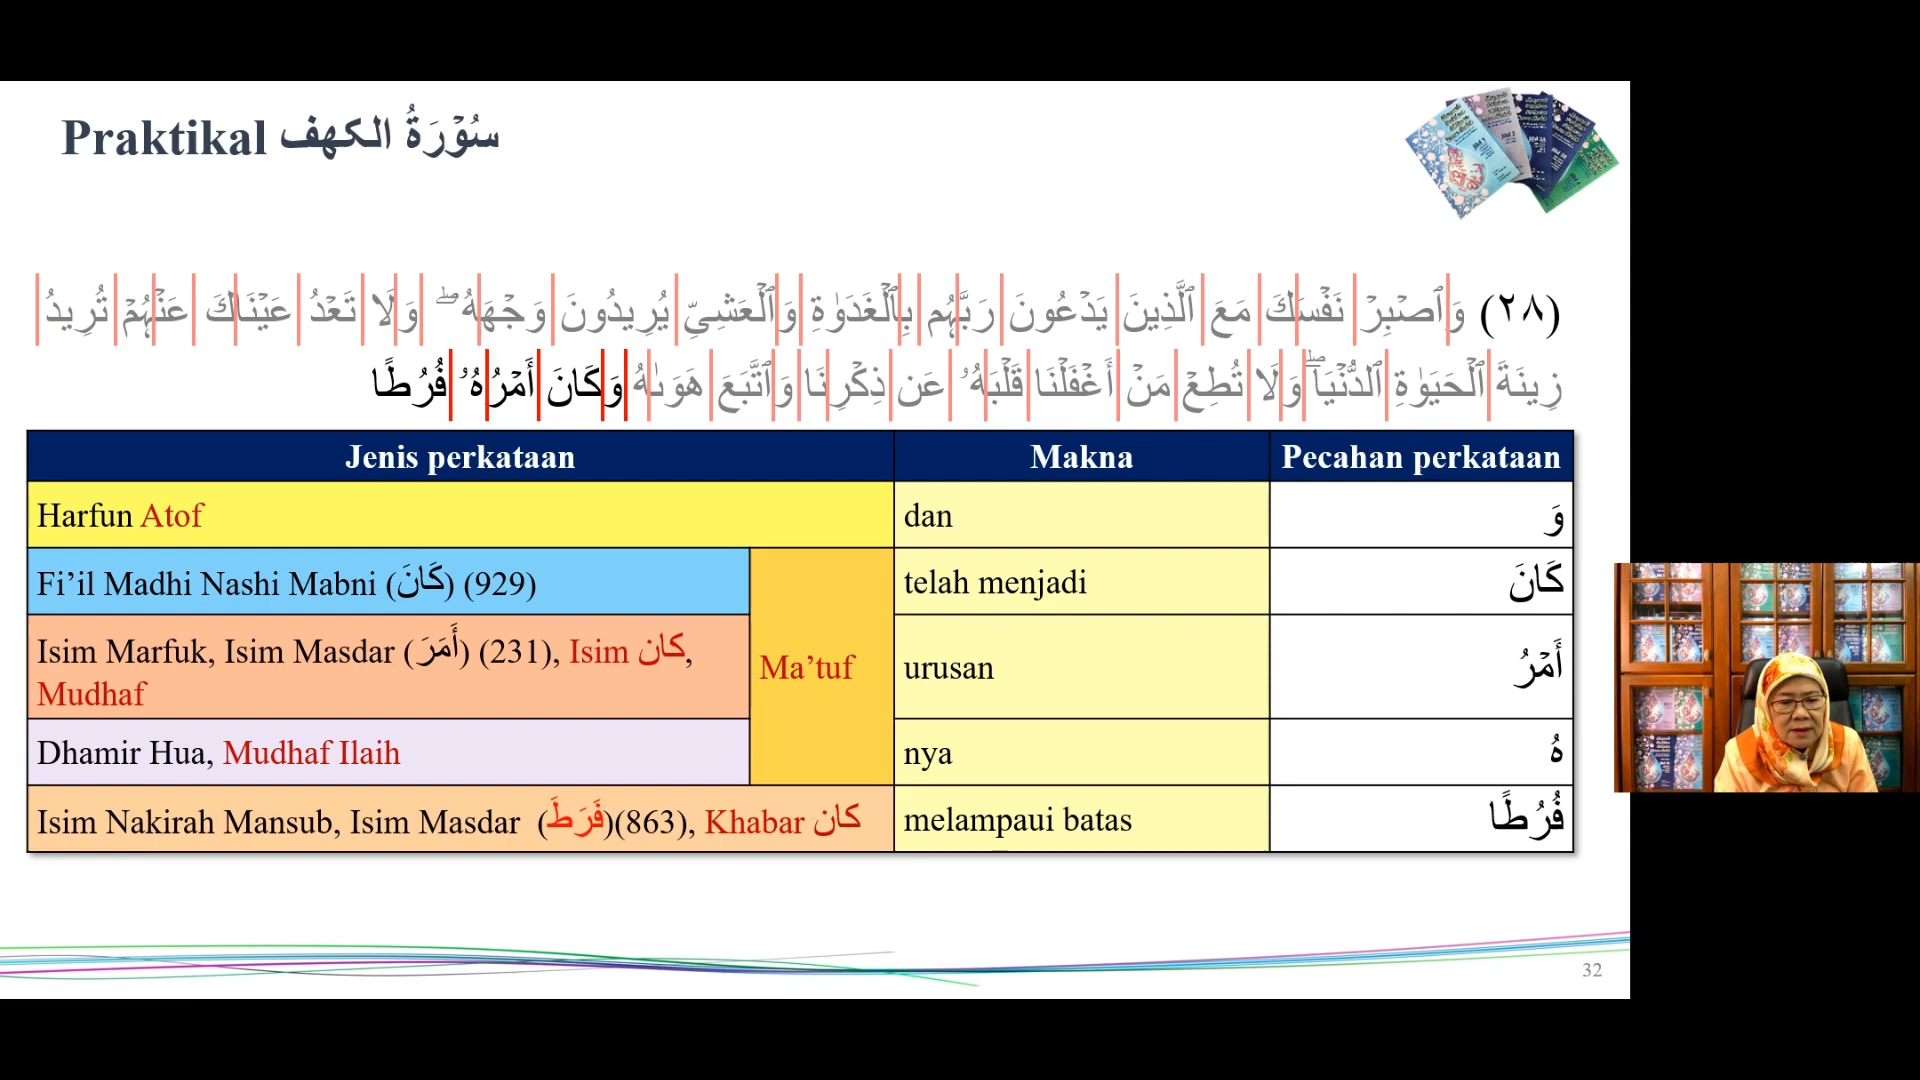 Praktikal سُوْرَةُ الكهف
(٢٨) وَٱصْبِرْ نَفْسَكَ مَعَ ٱلَّذِينَ يَدْعُونَ رَبَّهُم بِٱلْغَدَوٰةِ وَٱلْعَشِىِّ يُرِيدُونَ وَجْهَهُۥ ۖ وَلَا تَعْدُ عَيْنَاكَ عَنْهُمْ تُرِيدُ
زِينَةَ ٱلْحَيَوٰةِ ٱلدُّنْيَا ۖ وَلَا تُطِعْ مَنْ أَغْفَلْنَا قَلْبَهُۥ عَن ذِكْرِنَا وَٱتَّبَعَ هَوَىٰهُ وَكَانَ أَمْرُهُۥ فُرُطًا
Jenis perkataan Makna Pecahan perkataan
Harfun Atof dan وَ
Fi’il Madhi Nashi Mabni (كَانَ) (929) telah menjadi كَانَ
Isim Marfuk, Isim Masdar (أَمَرَ) (231), Isim كان,
Mudhaf
Ma’tuf urusan أَمْرُ
Dhamir Hua, Mudhaf Ilaih nya هُ
Isim Nakirah Mansub, Isim Masdar (فَرَطَ)(863), Khabar كان melampaui batas فُرُطًا
32